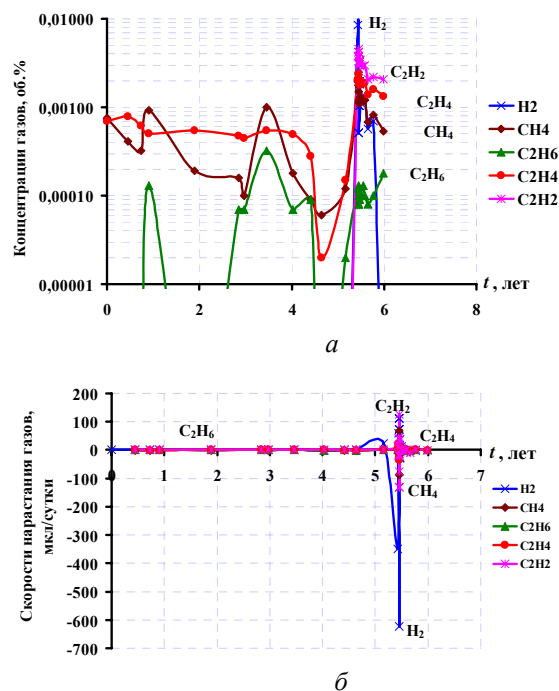 Концентрации газов, об.%
0,01000
0,00100
0,00010
0,00001
H₂
C₂H₂
C₂H₄
CH₄
C₂H₆
H2
CH4
C2H6
C2H4
C2H2
0 2 4 6 8
t, лет
а
Скорости нарастания газов,
мкл/сутки
200
100
0
-100
-200
-300
-400
-500
-600
-700
C₂H₆
C₂H₂
C₂H₄
CH₄
H₂
0 1 2 3 4 5 6 7
t, лет
H2
CH4
C2H6
C2H4
C2H2
б